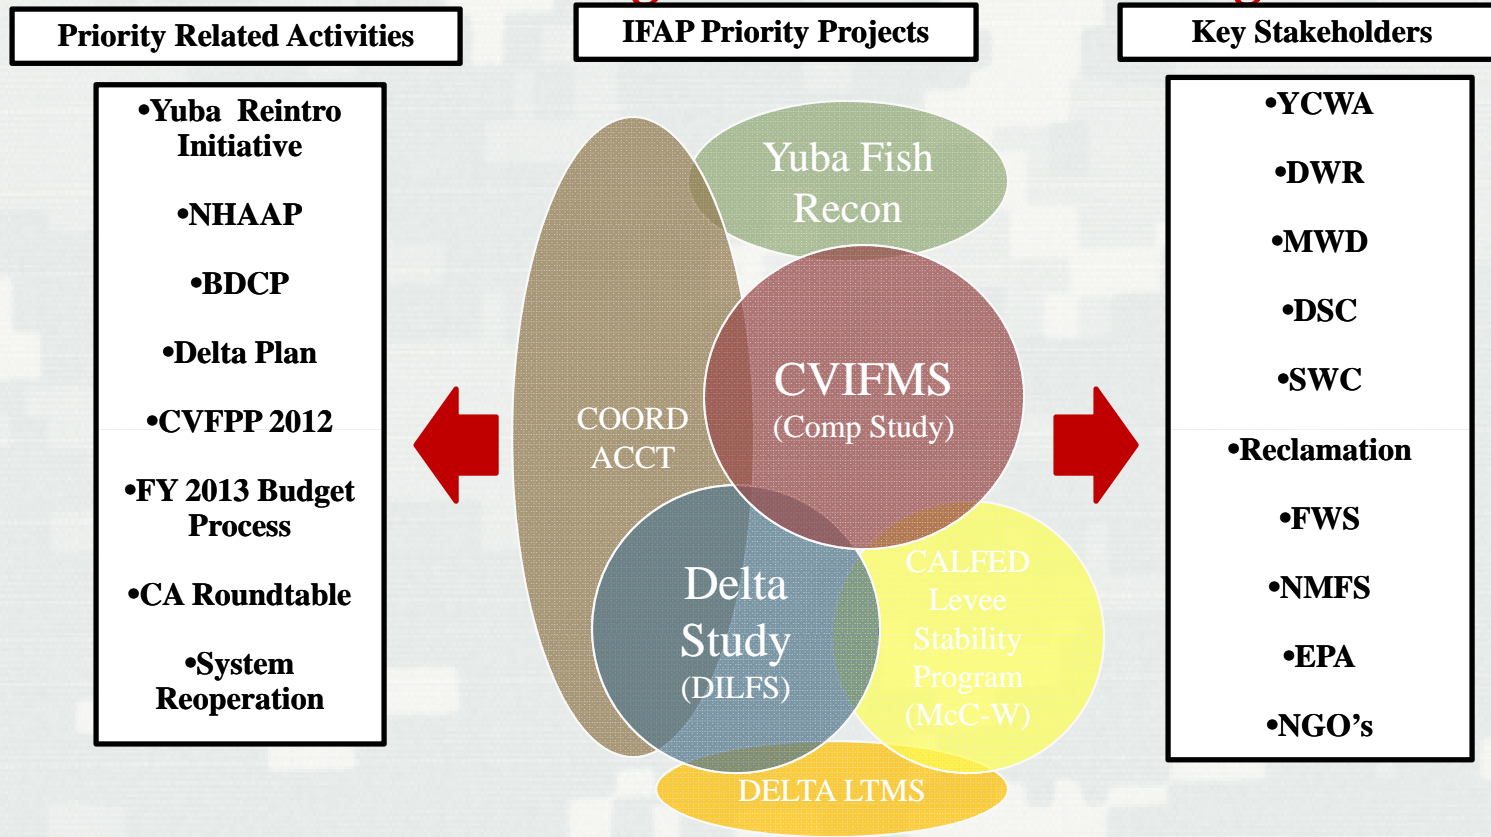 Priority Related Activities
IFAP Priority Projects
Key Stakeholders
•Yuba Reintro
Initiative
•NHAAP
•BDCP
•Delta Plan
•CVFPP 2012
•FY 2013 Budget
Process
•CA Roundtable
•System
Reoperation
Yuba Fish
Recon
CVIFMS
(Comp Study)
COORD
ACCT
Delta
Study
(DILFS)
CALFED
Levee
Stability
Program
(McC-W)
DELTA LTMS
•YCWA
•DWR
•MWD
•DSC
•SWC
•Reclamation
•FWS
•NMFS
•EPA
•NGO’s